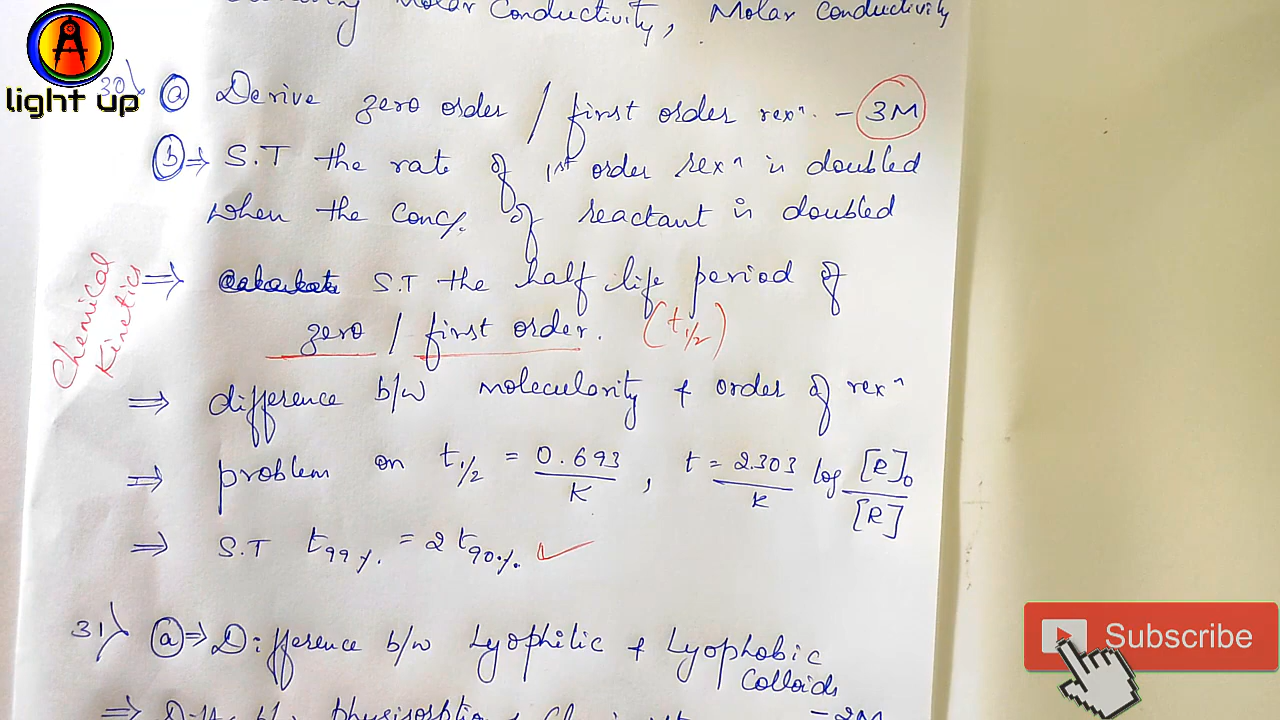 Molar Conductivity, Molar conductivity
light up
30) (a) Derive zero order / first order rexⁿ. - 3M
(b) ⇒ S.T the rate of 1st order rexⁿ is doubled
when the conc. of reactant is doubled
Chemical
Kinetics
⇒ S.T the half life period of
zero / first order. (t1/2)
⇒ difference b/w molecularity & order of rexⁿ
⇒ problem on t1/2 = 0.693/K , t = 2.303/K log [R]₀/[R]
⇒ S.T t99%. = 2 t90%. ✓
31) (a) ⇒ Difference b/w Lyophilic & Lyophobic
Colloids
Subscribe
⇒ b/w physisorption - 2M